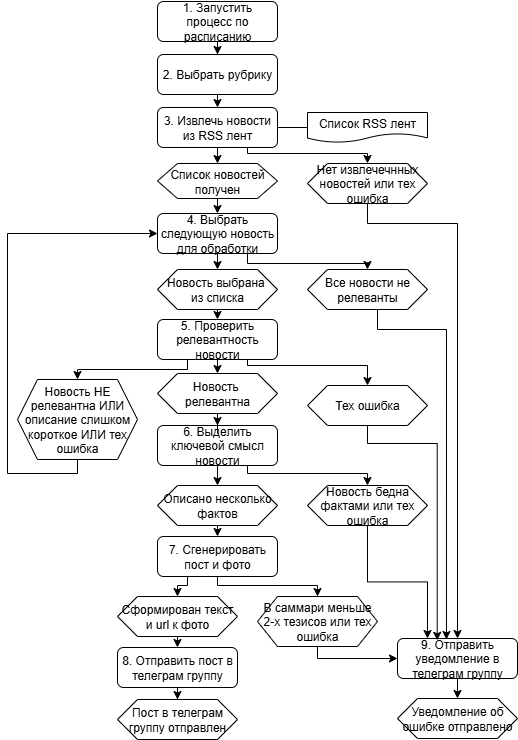 1. Запустить
процесс по
расписанию
2. Выбрать рубрику
3. Извлечь новости
из RSS лент
Список RSS лент
Список новостей
получен
Нет извлечечнных
новостей или тех
ошибка
4. Выбрать
следующую новость
для обработки
Новость выбрана
из списка
Все новости не
релеванты
5. Проверить
релевантность
новости
Новость НЕ
релевантна ИЛИ
описание слишком
короткое ИЛИ тех
ошибка
Новость
релевантна
Тех ошибка
6. Выделить
ключевой смысл
новости
Описано несколько
фактов
Новость бедна
фактами или тех
ошибка
7. Сгенерировать
пост и фото
Сформирован текст
и url к фото
В саммари меньше
2-х тезисов или тех
ошибка
8. Отправить пост в
телеграм группу
9. Отправить
уведомление в
телеграм группу
Пост в телеграм
группу отправлен
Уведомление об
ошибке отправлено